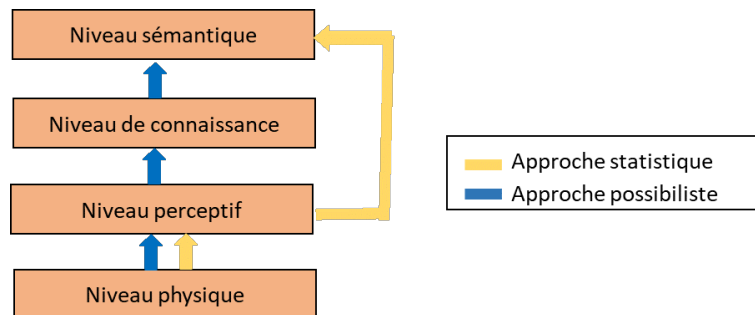 Niveau sémantique
Niveau de connaissance
Niveau perceptif
Niveau physique
Approche statistique
Approche possibiliste